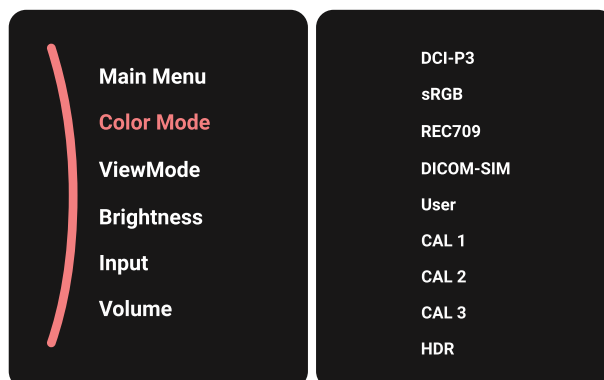 Main Menu
Color Mode
ViewMode
Brightness
Input
Volume
DCI-P3
sRGB
REC709
DICOM-SIM
User
CAL 1
CAL 2
CAL 3
HDR